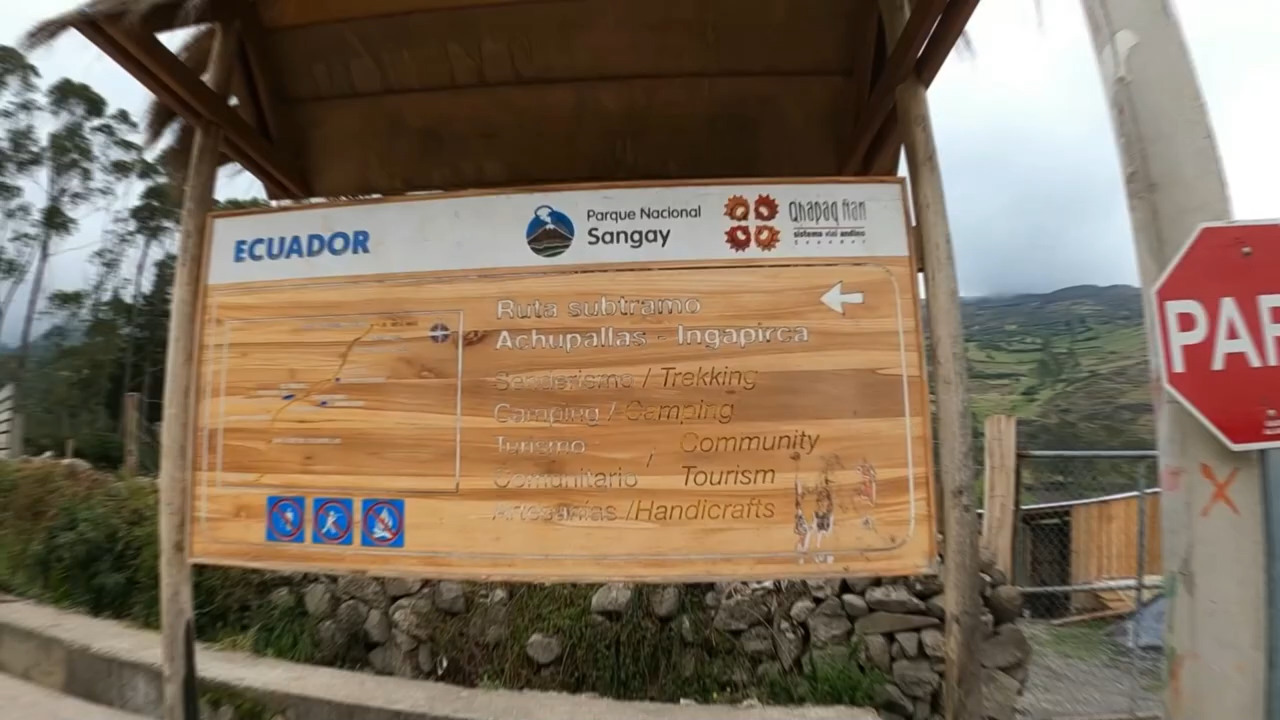 ECUADOR
Parque Nacional
Sangay
Qhapaq Ñan
sistema vial andino
Ecuador
Ruta subtramo
Achupallas - Ingapirca
Senderismo / Trekking
Camping / Camping
Turismo
Comunitario / Community
Tourism
Artesanías / Handicrafts
PAR